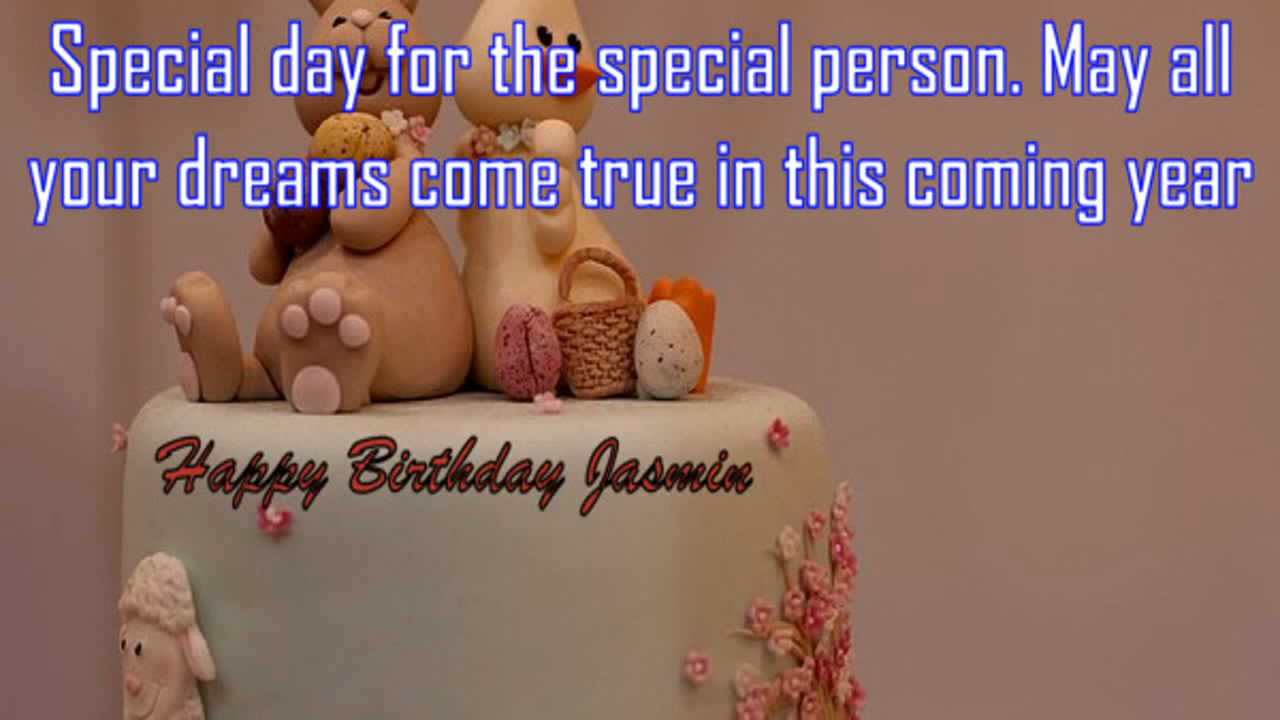 Special day for the special person. May all
your dreams come true in this coming year
Happy Birthday Jasmin